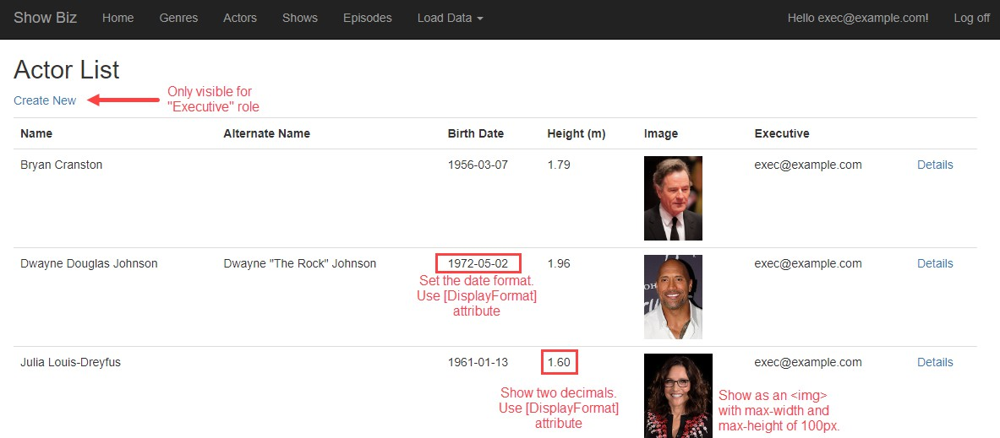 Show Biz Home Genres Actors Shows Episodes Load Data Hello exec@example.com! Log off
Actor List
Create New
Only visible for
"Executive" role
Name Alternate Name Birth Date Height (m) Image Executive
Bryan Cranston 1956-03-07 1.79 exec@example.com Details
Dwayne Douglas Johnson Dwayne "The Rock" Johnson 1972-05-02 1.96 exec@example.com Details
Set the date format.
Use [DisplayFormat]
attribute
Julia Louis-Dreyfus 1961-01-13 1.60 exec@example.com Details
Show two decimals.
Use [DisplayFormat]
attribute
Show as an <img>
with max-width and
max-height of 100px.